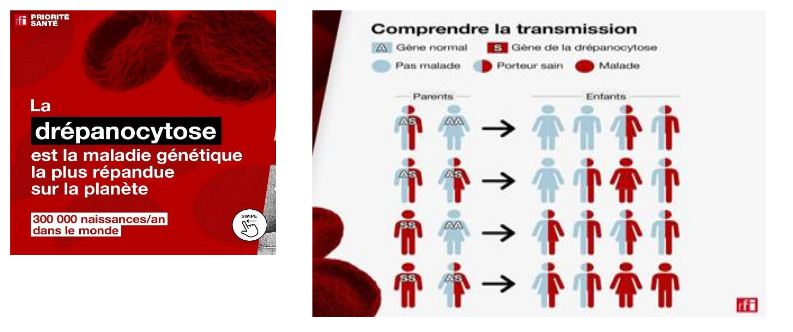 rfi PRIORITÉ
SANTÉ
La
drépanocytose
est la maladie génétique
la plus répandue
sur la planète
300 000 naissances/an
dans le monde
SWIPE
Comprendre la transmission
A Gène normal S Gène de la drépanocytose
Pas malade Porteur sain Malade
Parents Enfants
AS AA
AS AS
SS AA
SS AS
rfi